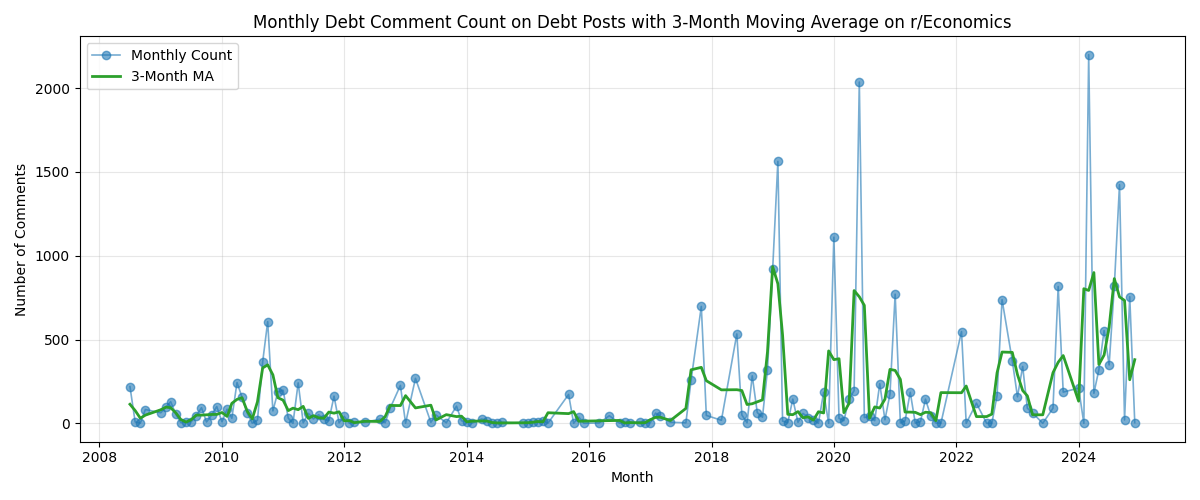 Monthly Debt Comment Count on Debt Posts with 3-Month Moving Average on r/Economics
Monthly Count
3-Month MA
Number of Comments
2000
1500
1000
500
0
2008
2010
2012
2014
2016
2018
2020
2022
2024
Month